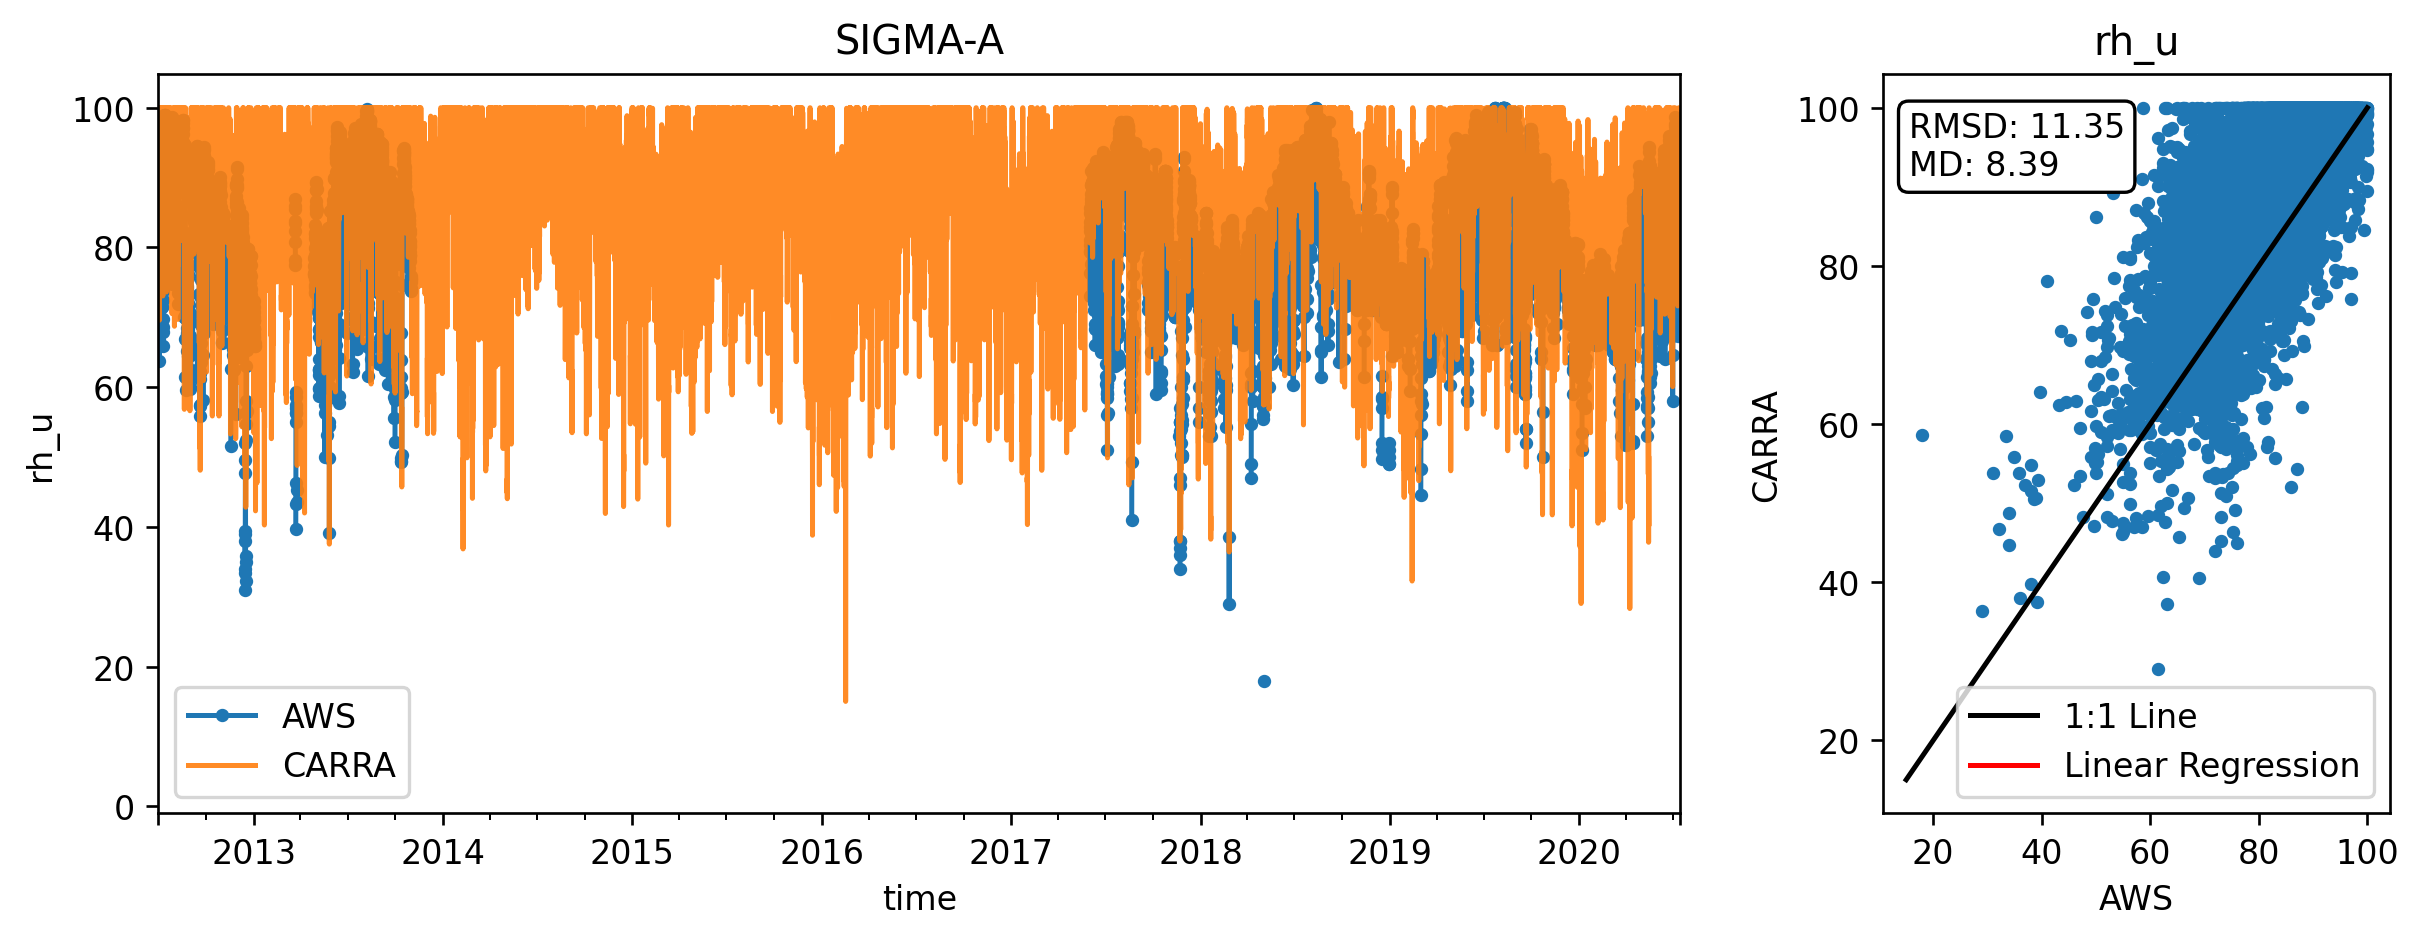 SIGMA-A
rh_u
100
80
60
40
20
0
AWS
CARRA
2013 2014 2015 2016 2017 2018 2019 2020
time
rh_u
CARRA
100
80
60
40
20
RMSD: 11.35
MD: 8.39
1:1 Line
Linear Regression
20 40 60 80 100
AWS